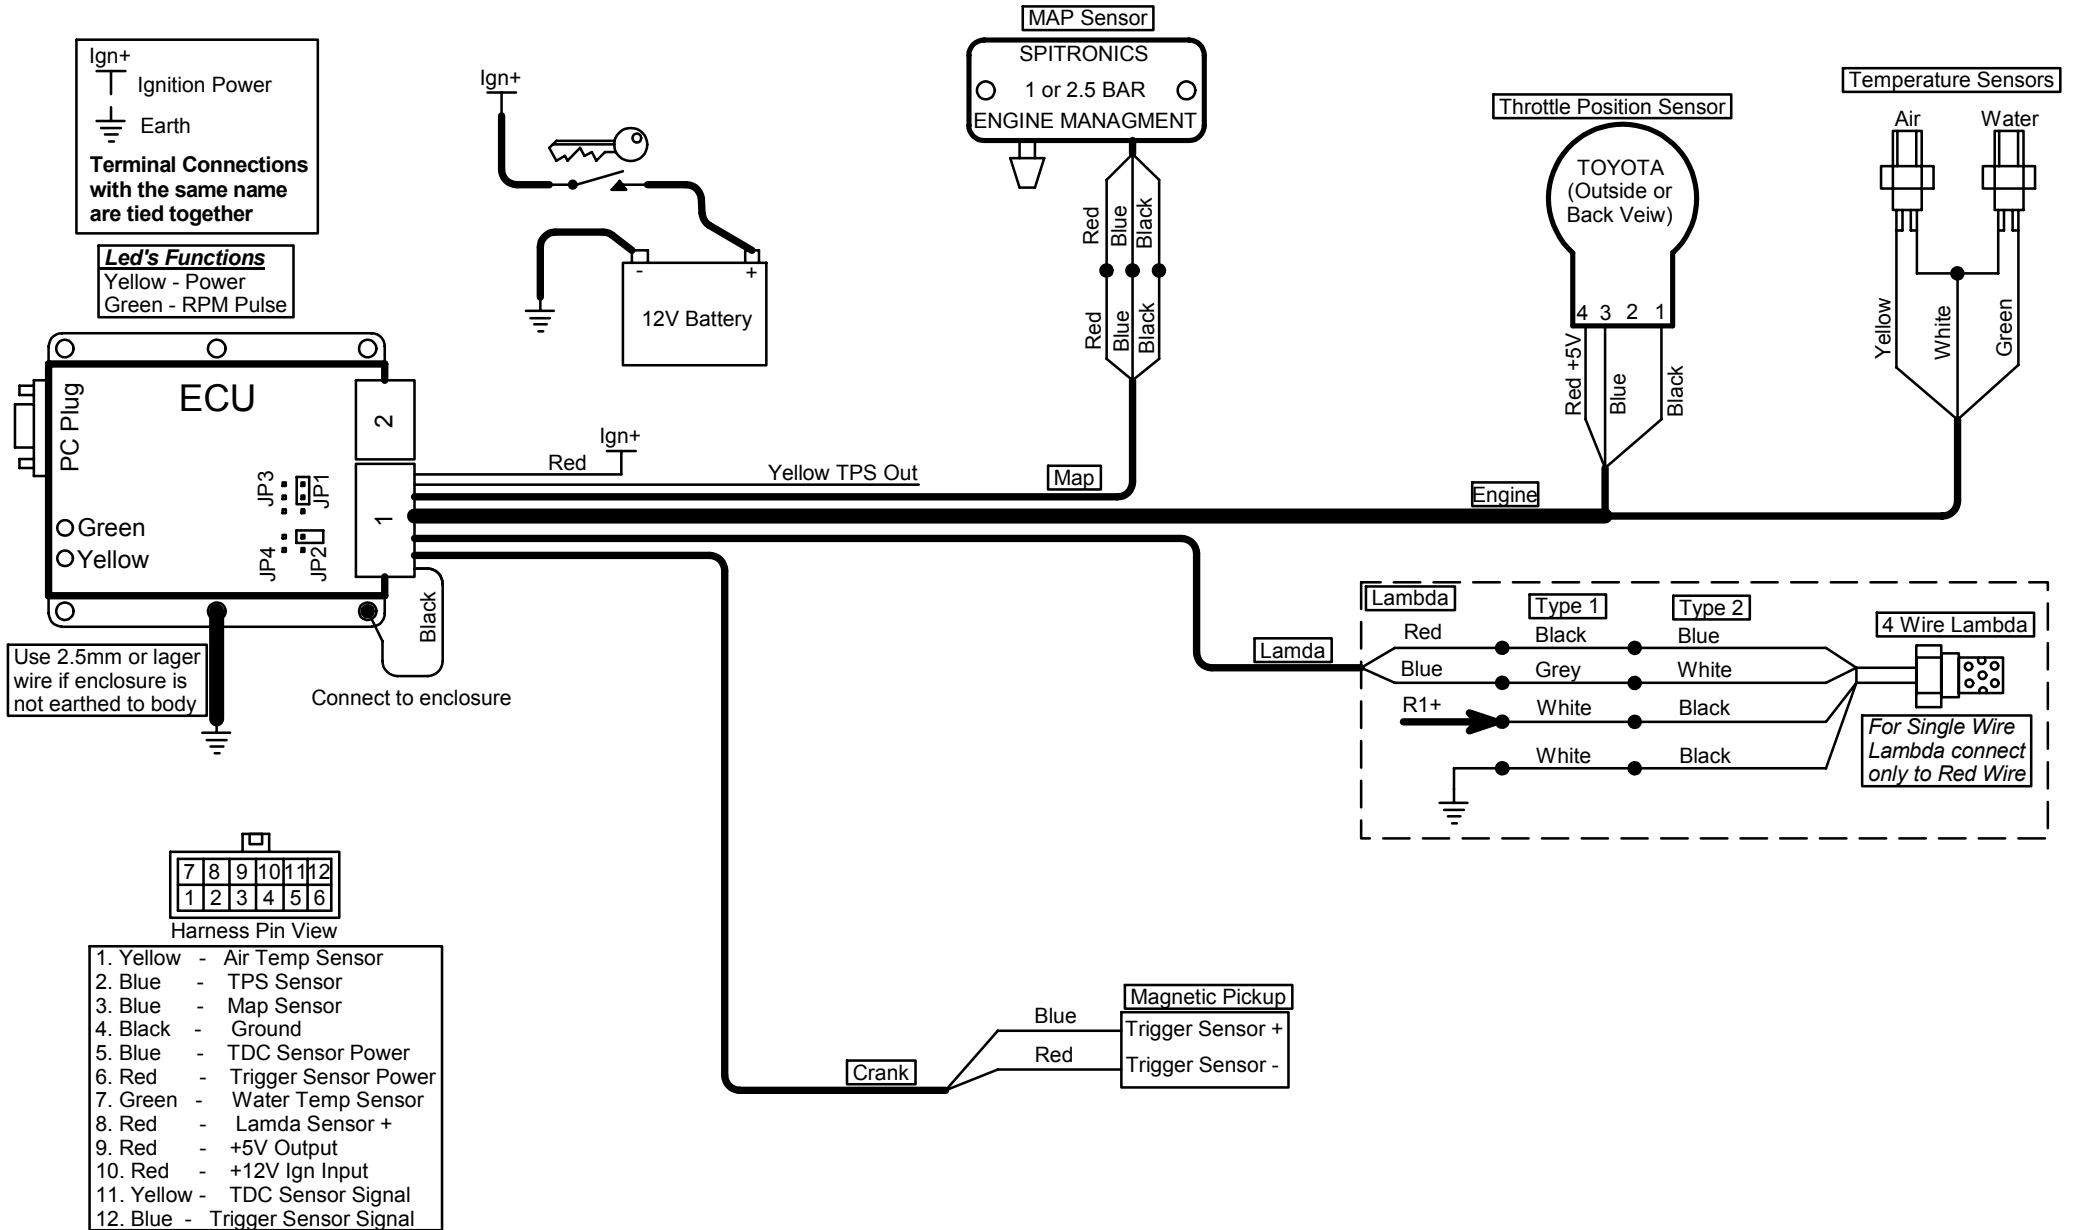 Ign+
Ignition Power
Earth
Terminal Connections
with the same name
are tied together
Led's Functions
Yellow - Power
Green - RPM Pulse
Ign+
-
+
12V Battery
MAP Sensor
SPITRONICS
1 or 2.5 BAR
ENGINE MANAGMENT
Red
Blue
Black
Red
Blue
Black
Throttle Position Sensor
TOYOTA
(Outside or
Back Veiw)
4 3 2 1
Red +5V
Blue
Black
Temperature Sensors
Air
Water
Yellow
White
Green
ECU
PC Plug
2
1
JP3
JP1
JP4
JP2
Green
Yellow
Red
Ign+
Yellow TPS Out
Map
Engine
Black
Use 2.5mm or lager
wire if enclosure is
not earthed to body
Connect to enclosure
Lamda
Lambda
Type 1
Type 2
4 Wire Lambda
Red
Black
Blue
Blue
Grey
White
R1+
White
Black
White
Black
For Single Wire
Lambda connect
only to Red Wire
7 8 9 10 11 12
1 2 3 4 5 6
Harness Pin View
1. Yellow - Air Temp Sensor
2. Blue - TPS Sensor
3. Blue - Map Sensor
4. Black - Ground
5. Blue - TDC Sensor Power
6. Red - Trigger Sensor Power
7. Green - Water Temp Sensor
8. Red - Lamda Sensor +
9. Red - +5V Output
10. Red - +12V Ign Input
11. Yellow - TDC Sensor Signal
12. Blue - Trigger Sensor Signal
Crank
Blue
Red
Magnetic Pickup
Trigger Sensor +
Trigger Sensor -